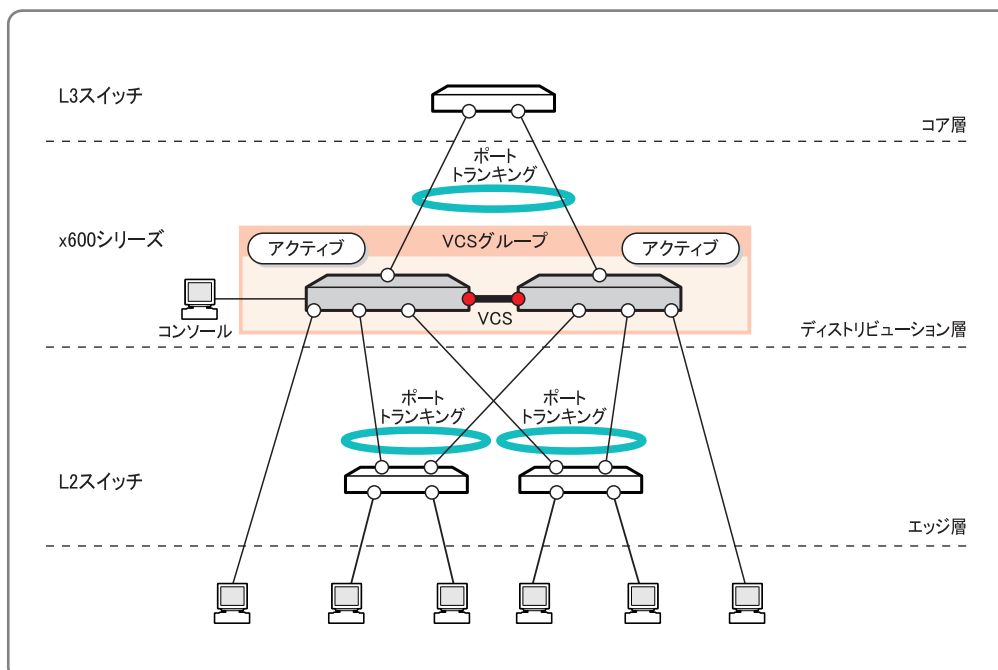 L3スイッチ
コア層
ポート
トランキング
x600シリーズ
VCSグループ
アクティブ
アクティブ
VCS
コンソール
ディストリビューション層
ポート
トランキング
ポート
トランキング
L2スイッチ
エッジ層